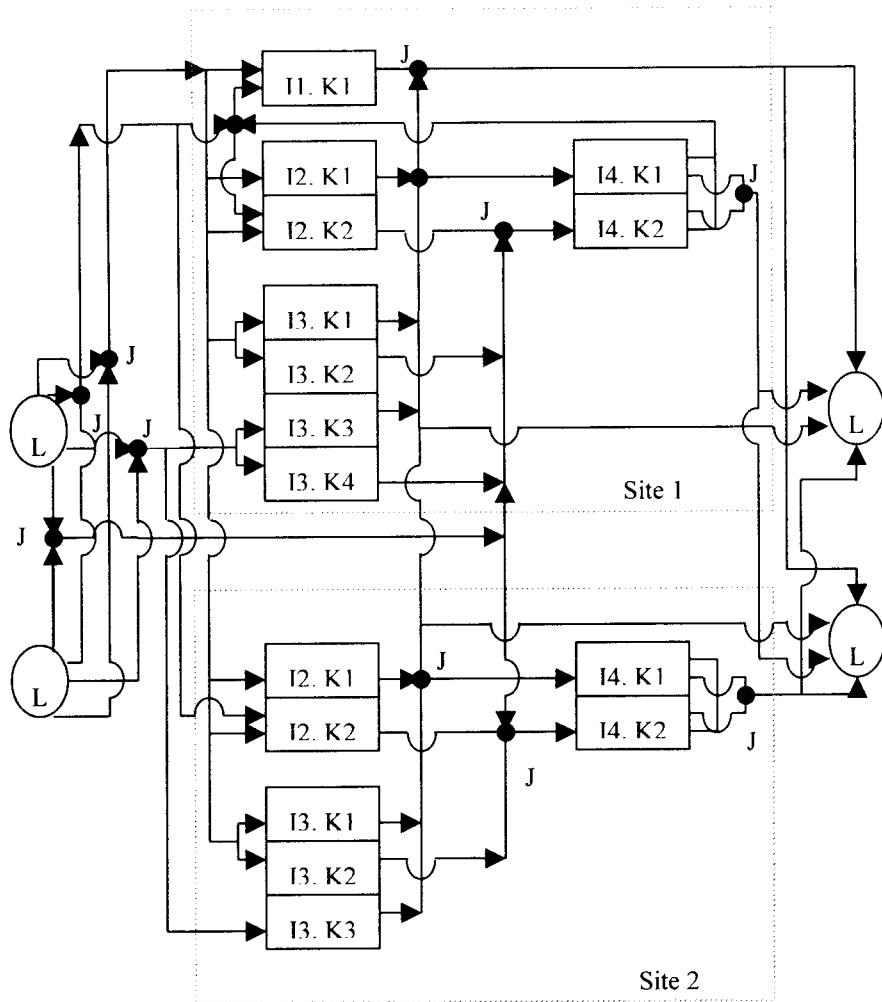 J
I1. K1
I2. K1
I4. K1
J
J
I2. K2
I4. K2
I3. K1
J
I3. K2
L
J
J
I3. K3
L
I3. K4
Site 1
J
L
L
I2. K1
J
I4. K1
I2. K2
I4. K2
J
J
I3. K1
I3. K2
I3. K3
Site 2